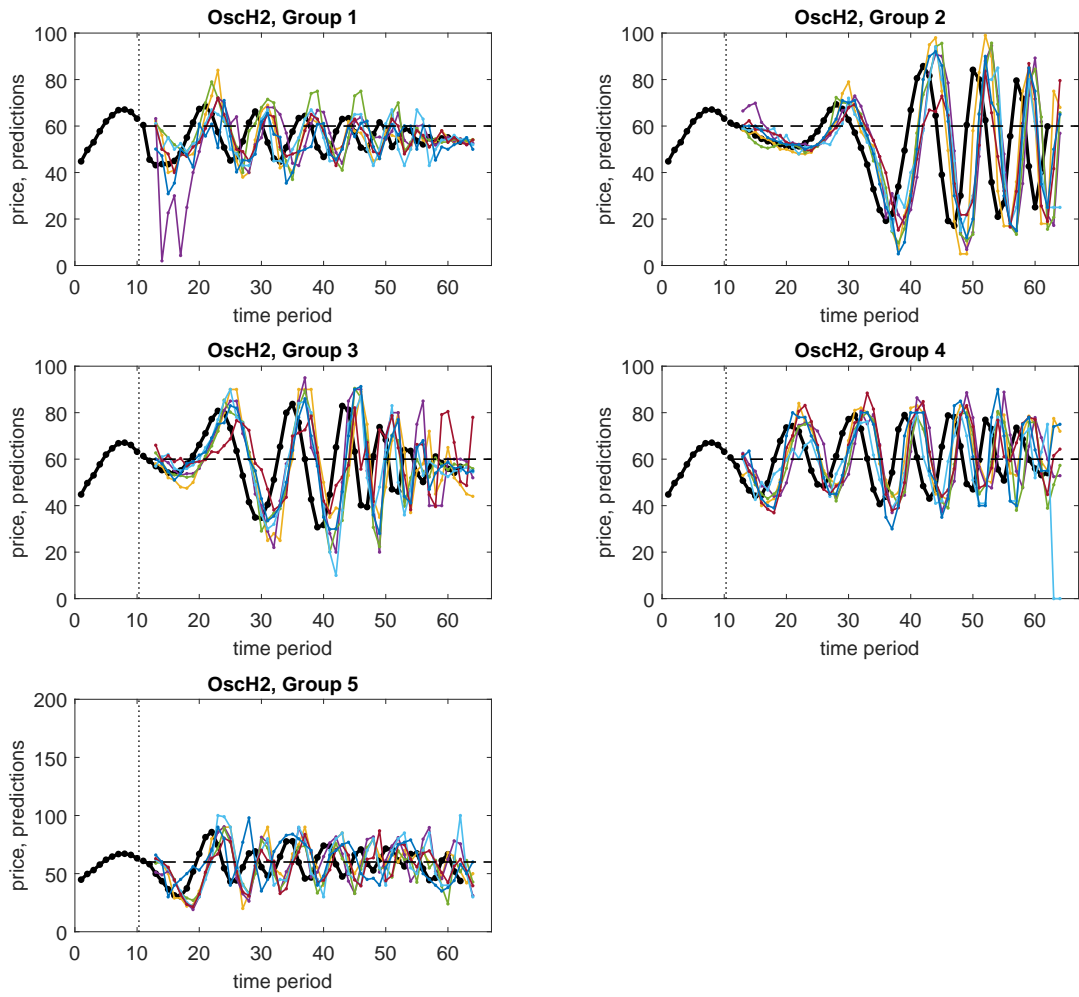 OscH2, Group 1
100
80
60
40
20
0
price, predictions
0 10 20 30 40 50 60
time period
OscH2, Group 2
100
80
60
40
20
0
price, predictions
0 10 20 30 40 50 60
time period
OscH2, Group 3
100
80
60
40
20
0
price, predictions
0 10 20 30 40 50 60
time period
OscH2, Group 4
100
80
60
40
20
0
price, predictions
0 10 20 30 40 50 60
time period
OscH2, Group 5
200
150
100
50
0
price, predictions
0 10 20 30 40 50 60
time period